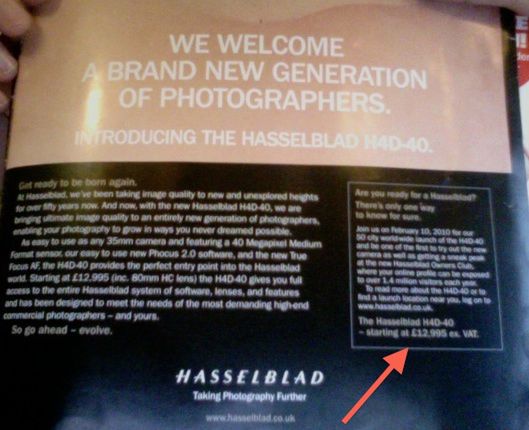 WE WELCOME
A BRAND NEW GENERATION
OF PHOTOGRAPHERS.
INTRODUCING THE HASSELBLAD H4D-40.
Get ready to be born again.
At Hasselblad, we've been taking image quality to new and unexplored heights
for over fifty years now. And now, with the new Hasselblad H4D-40, we are
bringing ultimate image quality to an entirely new generation of photographers,
enabling your photography to grow in ways you never dreamed possible.
As easy to use as any 35mm camera and featuring a 40 Megapixel Medium
Format sensor, our easy to use new Phocus 2.0 software, and the new True
Focus AF, the H4D-40 provides the perfect entry point into the Hasselblad
world. Starting at £12,995 (inc. 80mm HC lens) the H4D-40 gives you full
access to the entire Hasselblad system of software, lenses, and features
and has been designed to meet the needs of the most demanding high-end
commercial photographers – and yours.
So go ahead – evolve.
Are you ready for a Hasselblad?
There's only one way
to know for sure.
Join us on February 10, 2010 for our
50 city world-wide launch of the H4D-40
and be one of the first to try out the new
camera as well as getting a sneak peak
at the new Hasselblad Owners Club,
where your online profile can be exposed
to over 1.4 million visitors each year.
To read more about the H4D-40 or to
find a launch location near you, log on to
www.hasselblad.co.uk.
The Hasselblad H4D-40
– starting at £12,995 ex. VAT.
HASSELBLAD
Taking Photography Further
www.hasselblad.co.uk